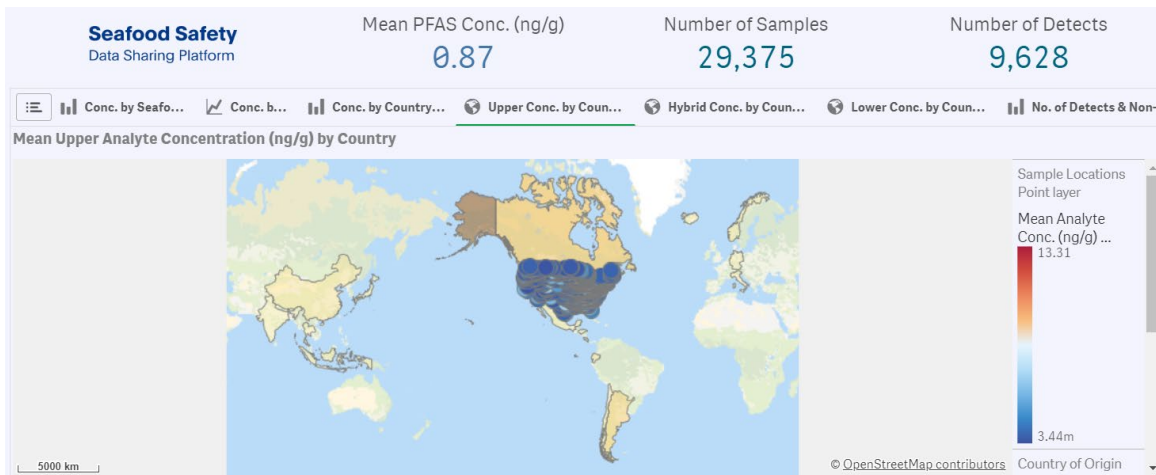 Seafood Safety
Data Sharing Platform
Mean PFAS Conc. (ng/g)
0.87
Number of Samples
29,375
Number of Detects
9,628
Conc. by Seafo...
Conc. b...
Conc. by Country...
Upper Conc. by Coun...
Hybrid Conc. by Coun...
Lower Conc. by Coun...
No. of Detects & Non-
Mean Upper Analyte Concentration (ng/g) by Country
Sample Locations
Point layer
Mean Analyte
Conc. (ng/g) ...
13.31
3.44m
Country of Origin
5000 km
© OpenStreetMap contributors